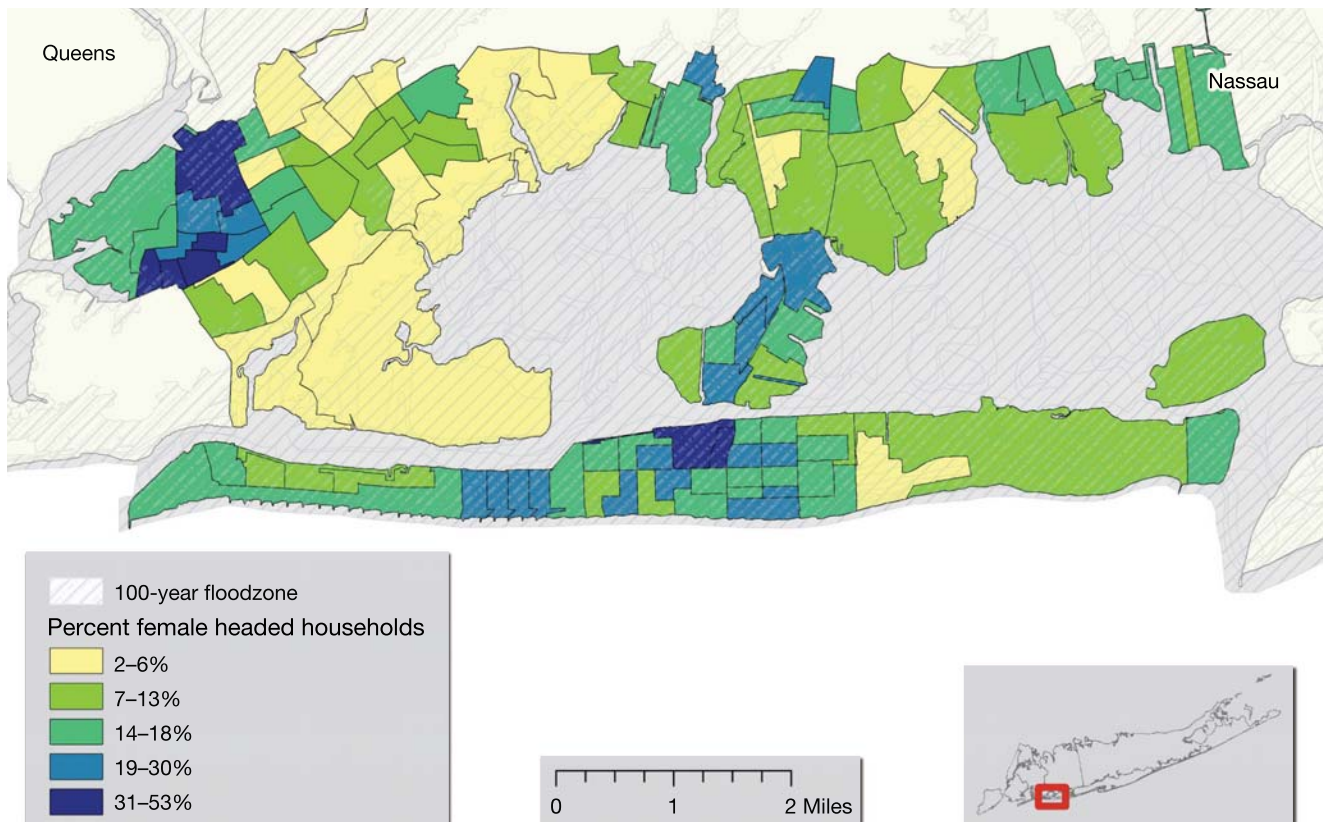 Queens
Nassau
100-year floodzone
Percent female headed households
2–6%
7–13%
14–18%
19–30%
31–53%
0 1 2 Miles